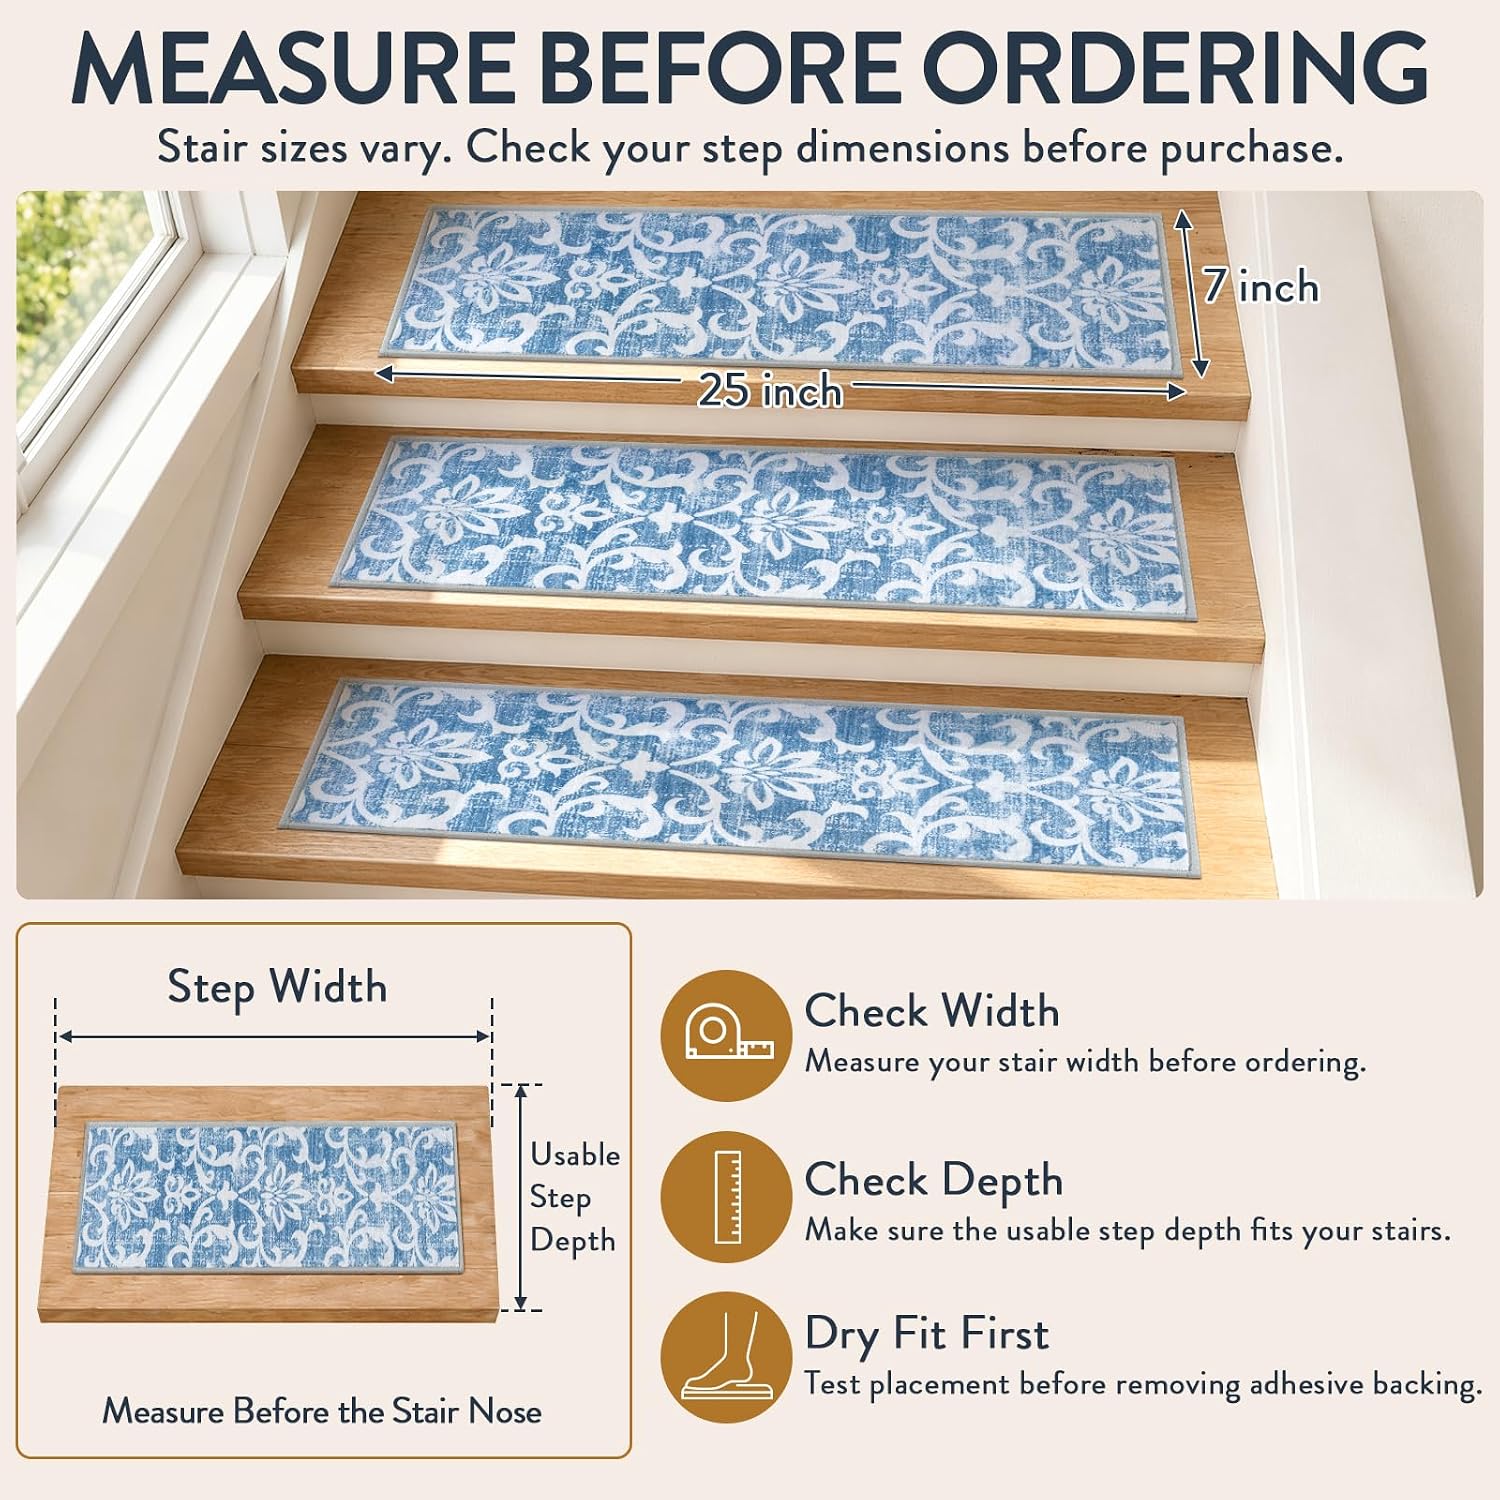 MEASURE BEFORE ORDERING
Stair sizes vary. Check your step dimensions before purchase.
7 inch
25 inch
Step Width
Usable
Step
Depth
Measure Before the Stair Nose
Check Width
Measure your stair width before ordering.
Check Depth
Make sure the usable step depth fits your stairs.
Dry Fit First
Test placement before removing adhesive backing.